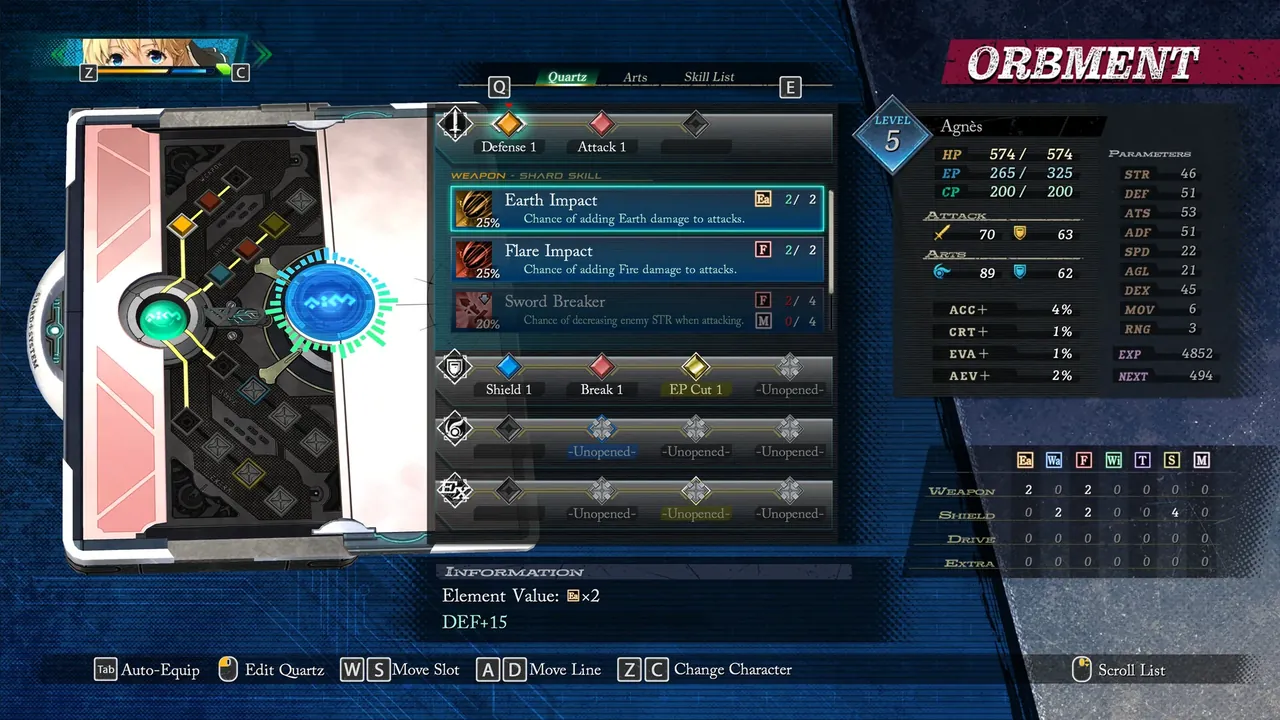 ORBMENT
Z
C
Q
Quartz
Arts
Skill List
E
LEVEL
5
Agnès
HP 574/ 574
EP 265/ 325
CP 200/ 200
ATTACK
70 63
ARTS
89 62
ACC+ 4%
CRT+ 1%
EVA+ 1%
AEV+ 2%
PARAMETERS
STR 46
DEF 51
ATS 53
ADF 51
SPD 22
AGL 21
DEX 45
MOV 6
RNG 3
EXP 4852
NEXT 494
Defense 1 Attack 1
WEAPON - SHARD SKILL
Earth Impact Ea 2/ 2
25% Chance of adding Earth damage to attacks.
Flare Impact F 2/ 2
25% Chance of adding Fire damage to attacks.
Sword Breaker F 2/ 4
20% Chance of decreasing enemy STR when attacking. M 0/ 4
Shield 1 Break 1 EP Cut 1 -Unopened-
-Unopened- -Unopened- -Unopened-
EX
-Unopened- -Unopened- -Unopened-
Ea Wa F Wi T S M
WEAPON 2 0 2 0 0 0 0
SHIELD 0 2 2 0 0 4 0
DRIVE 0 0 0 0 0 0 0
EXTRA 0 0 0 0 0 0 0
INFORMATION
Element Value: Ea×2
DEF+15
Tab Auto-Equip Edit Quartz W S Move Slot A D Move Line Z C Change Character Scroll List